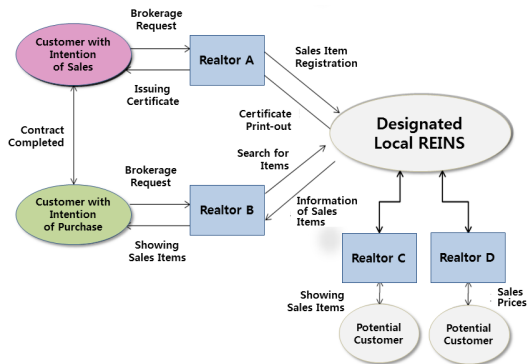 Brokerage
Request
Customer with
Intention
of Sales
Realtor A
Sales Item
Registration
Issuing
Certificate
Certificate
Print-out
Designated
Local REINS
Contract
Completed
Search for
Items
Brokerage
Request
Customer with
Intention
of Purchase
Realtor B
Information
of Sales
Items
Showing
Sales Items
Realtor C
Realtor D
Showing
Sales Items
Sales
Prices
Potential
Customer
Potential
Customer